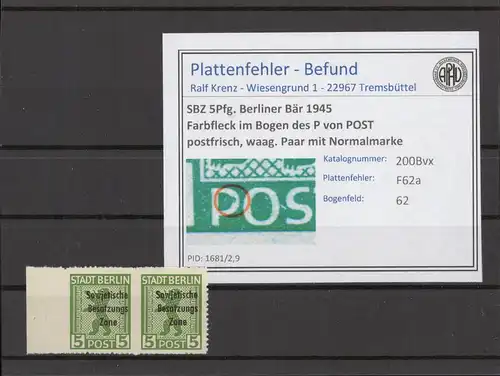 Plattenfehler - Befund
Ralf Krenz - Wiesengrund 1 - 22967 Tremsbüttel
SBZ 5Pfg. Berliner Bär 1945
Farbfleck im Bogen des P von POST
postfrisch, waag. Paar mit Normalmarke
Katalognummer: 200Bvx
Plattenfehler: F62a
Bogenfeld: 62
POS
PID: 1681/2,9
STADT BERLIN STADT BERLIN
Sowjetische Sowjetische
Besatzungs Besatzungs
Zone Zone
5 POST 5 5 POST 5